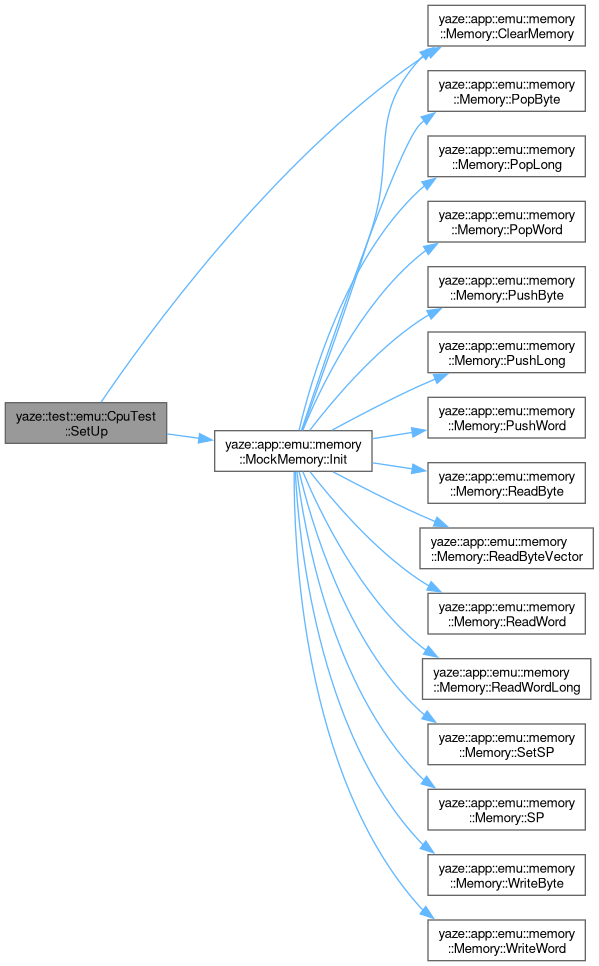 yaze::app::emu::memory
::Memory::ClearMemory
yaze::app::emu::memory
::Memory::PopByte
yaze::app::emu::memory
::Memory::PopLong
yaze::app::emu::memory
::Memory::PopWord
yaze::app::emu::memory
::Memory::PushByte
yaze::app::emu::memory
::Memory::PushLong
yaze::test::emu::CpuTest
::SetUp
yaze::app::emu::memory
::MockMemory::Init
yaze::app::emu::memory
::Memory::PushWord
yaze::app::emu::memory
::Memory::ReadByte
yaze::app::emu::memory
::Memory::ReadByteVector
yaze::app::emu::memory
::Memory::ReadWord
yaze::app::emu::memory
::Memory::ReadWordLong
yaze::app::emu::memory
::Memory::SetSP
yaze::app::emu::memory
::Memory::SP
yaze::app::emu::memory
::Memory::WriteByte
yaze::app::emu::memory
::Memory::WriteWord